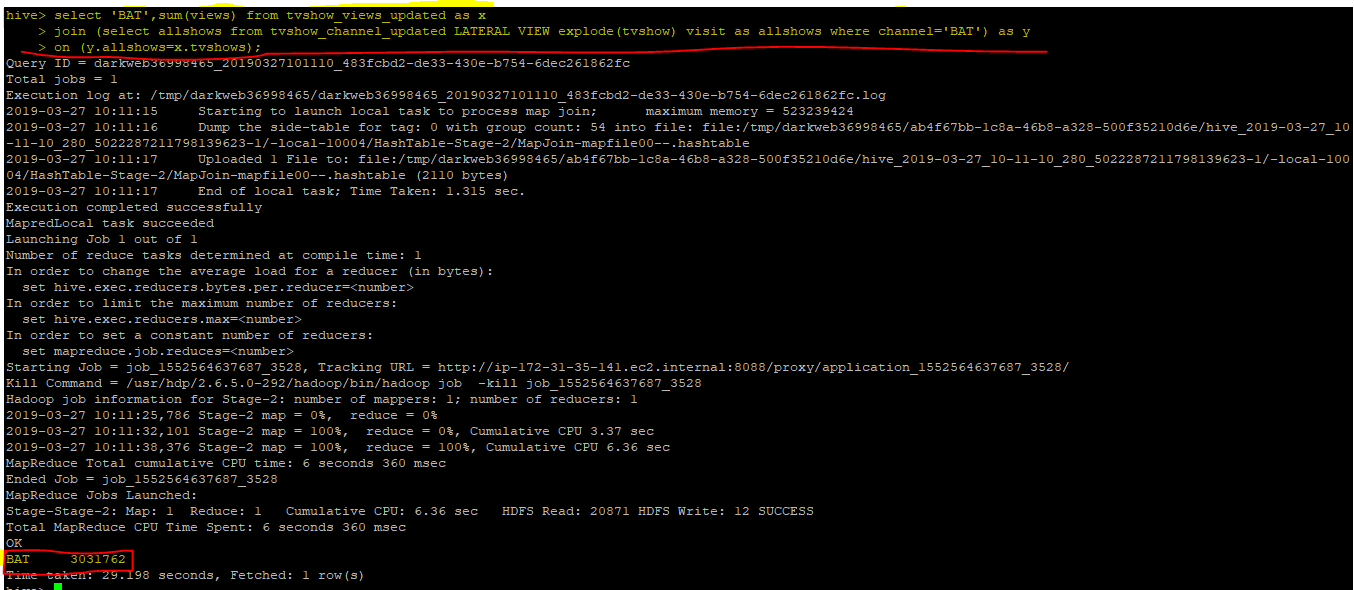 hive> select 'BAT',sum(views) from tvshow_views_updated as x
    > join (select allshows from tvshow_channel_updated LATERAL VIEW explode(tvshow) visit as allshows where channel='BAT') as y
    > on (y.allshows=x.tvshows);
Query ID = darkweb36998465_20190327101110_483fcbd2-de33-430e-b754-6dec261862fc
Total jobs = 1
Execution log at: /tmp/darkweb36998465/darkweb36998465_20190327101110_483fcbd2-de33-430e-b754-6dec261862fc.log
2019-03-27 10:11:15     Starting to launch local task to process map join;      maximum memory = 523239424
2019-03-27 10:11:16     Dump the side-table for tag: 0 with group count: 54 into file: file:/tmp/darkweb36998465/ab4f67bb-1c8a-46b8-a328-500f35210d6e/hive_2019-03-27_10
-11-10_280_5022287211798139623-1/-local-10004/HashTable-Stage-2/MapJoin-mapfile00--.hashtable
2019-03-27 10:11:17     Uploaded 1 File to: file:/tmp/darkweb36998465/ab4f67bb-1c8a-46b8-a328-500f35210d6e/hive_2019-03-27_10-11-10_280_5022287211798139623-1/-local-100
04/HashTable-Stage-2/MapJoin-mapfile00--.hashtable (2110 bytes)
2019-03-27 10:11:17     End of local task; Time Taken: 1.315 sec.
Execution completed successfully
MapredLocal task succeeded
Launching Job 1 out of 1
Number of reduce tasks determined at compile time: 1
In order to change the average load for a reducer (in bytes):
  set hive.exec.reducers.bytes.per.reducer=<number>
In order to limit the maximum number of reducers:
  set hive.exec.reducers.max=<number>
In order to set a constant number of reducers:
  set mapreduce.job.reduces=<number>
Starting Job = job_1552564637687_3528, Tracking URL = http://ip-172-31-35-141.ec2.internal:8088/proxy/application_1552564637687_3528/
Kill Command = /usr/hdp/2.6.5.0-292/hadoop/bin/hadoop job  -kill job_1552564637687_3528
Hadoop job information for Stage-2: number of mappers: 1; number of reducers: 1
2019-03-27 10:11:25,786 Stage-2 map = 0%,  reduce = 0%
2019-03-27 10:11:32,101 Stage-2 map = 100%,  reduce = 0%, Cumulative CPU 3.37 sec
2019-03-27 10:11:38,376 Stage-2 map = 100%,  reduce = 100%, Cumulative CPU 6.36 sec
MapReduce Total cumulative CPU time: 6 seconds 360 msec
Ended Job = job_1552564637687_3528
MapReduce Jobs Launched:
Stage-Stage-2: Map: 1  Reduce: 1   Cumulative CPU: 6.36 sec   HDFS Read: 20871 HDFS Write: 12 SUCCESS
Total MapReduce CPU Time Spent: 6 seconds 360 msec
OK
BAT     3031762
Time taken: 29.198 seconds, Fetched: 1 row(s)
hive>